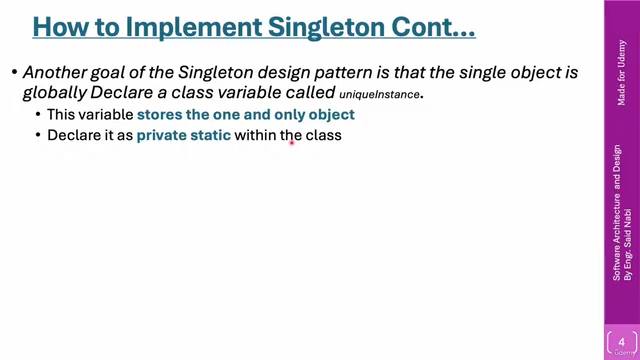 How to Implement Singleton Cont...
• Another goal of the Singleton design pattern is that the single object is
globally Declare a class variable called uniqueInstance.
• This variable stores the one and only object
• Declare it as private static within the class
Made for Udemy
Software Architecture and Design
By Engr. Said Nabi
4
Udemy